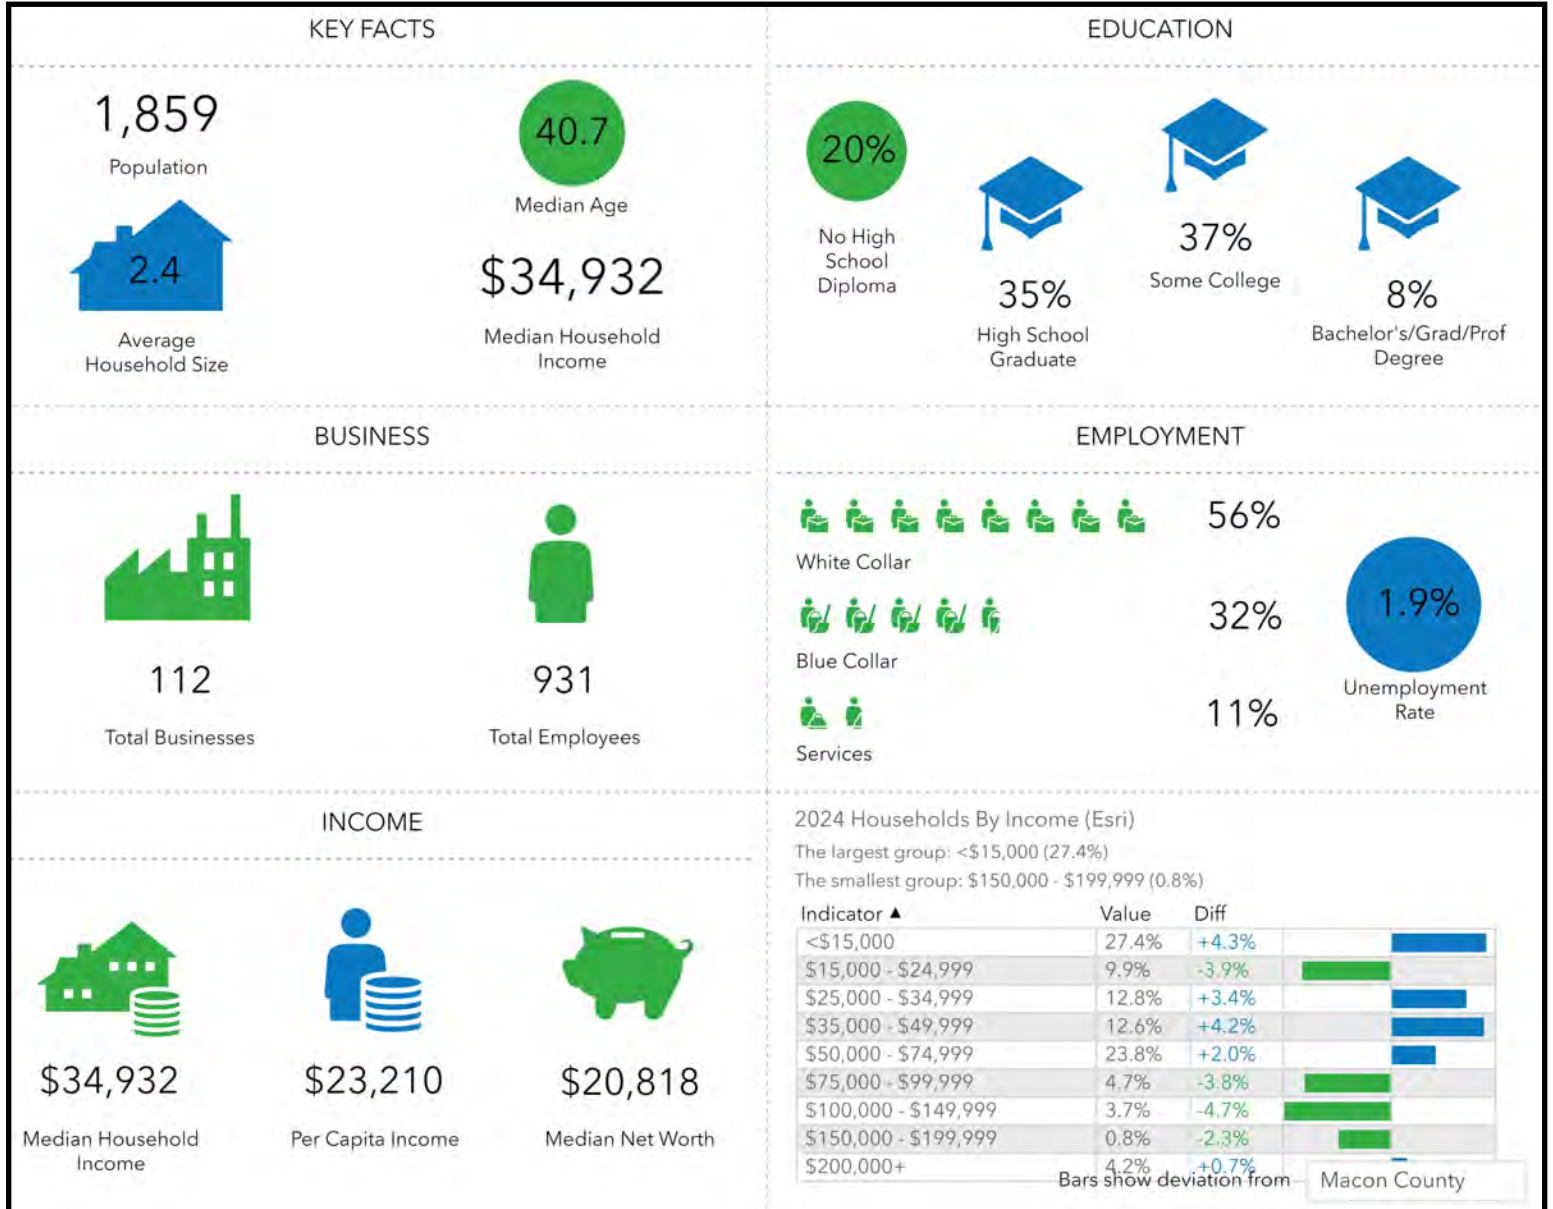 KEY FACTS
1,859
Population
40.7
Median Age
2.4
Average
Household Size
$34,932
Median Household
Income
EDUCATION
20%
No High
School
Diploma
35%
High School
Graduate
37%
Some College
8%
Bachelor's/Grad/Prof
Degree
BUSINESS
112
Total Businesses
931
Total Employees
EMPLOYMENT
56%
White Collar
32%
Blue Collar
11%
Services
1.9%
Unemployment
Rate
INCOME
$34,932
Median Household
Income
$23,210
Per Capita Income
$20,818
Median Net Worth
2024 Households By Income (Esri)
The largest group: <$15,000 (27.4%)
The smallest group: $150,000 - $199,999 (0.8%)
Indicator ▲ Value Diff
<$15,000 27.4% +4.3%
$15,000 - $24,999 9.9% -3.9%
$25,000 - $34,999 12.8% +3.4%
$35,000 - $49,999 12.6% +4.2%
$50,000 - $74,999 23.8% +2.0%
$75,000 - $99,999 4.7% -3.8%
$100,000 - $149,999 3.7% -4.7%
$150,000 - $199,999 0.8% -2.3%
$200,000+ 4.2% +0.7%
Bars show deviation from Macon County